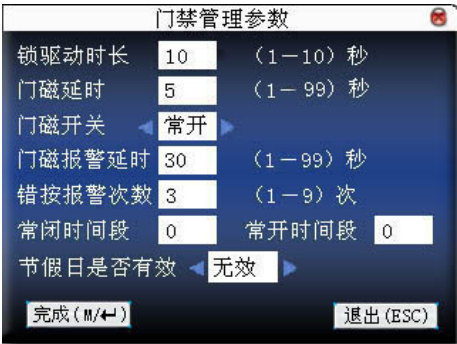 门禁管理参数
锁驱动时长 10 (1—10) 秒
门磁延时 5 (1— 99) 秒
门磁开关 常开
门磁报警延时 30 (1—99) 秒
错按报警次数 3 (1—9) 次
常闭时间段 0 常开时间段 0
节假日是否有效 无效
完成(M/↵) 退出(ESC)